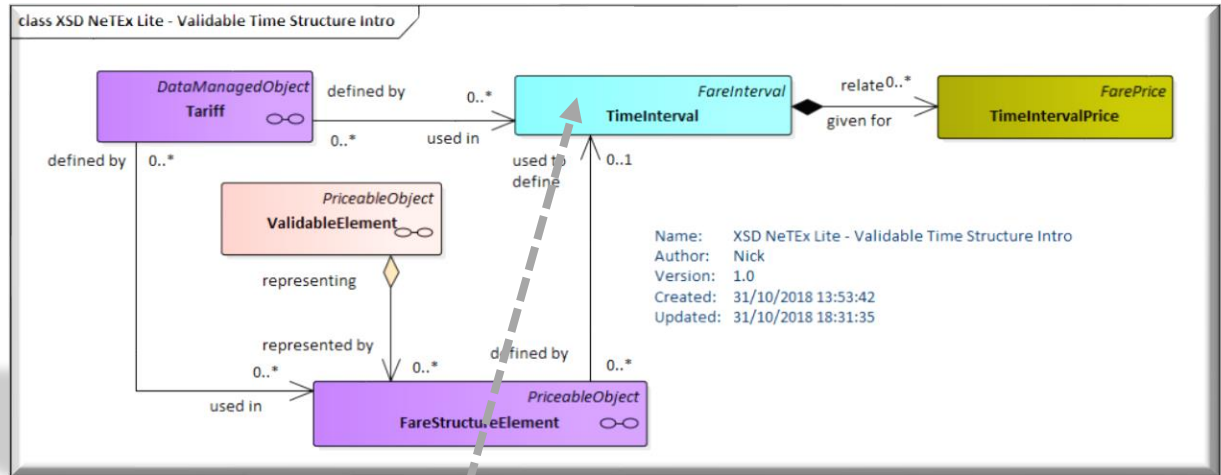 class XSD NeTEx Lite - Validable Time Structure Intro
DataManagedObject
Tariff
defined by
0..*
0..*
used in
FareInterval
TimeInterval
relate 0..*
given for
FarePrice
TimeIntervalPrice
defined by
0..*
used to
define
0..1
PriceableObject
ValidableElement
representing
Name: XSD NeTEx Lite - Validable Time Structure Intro
Author: Nick
Version: 1.0
Created: 31/10/2018 13:53:42
Updated: 31/10/2018 18:31:35
represented by
0..*
defined by
0..*
0..*
used in
PriceableObject
FareStructureElement